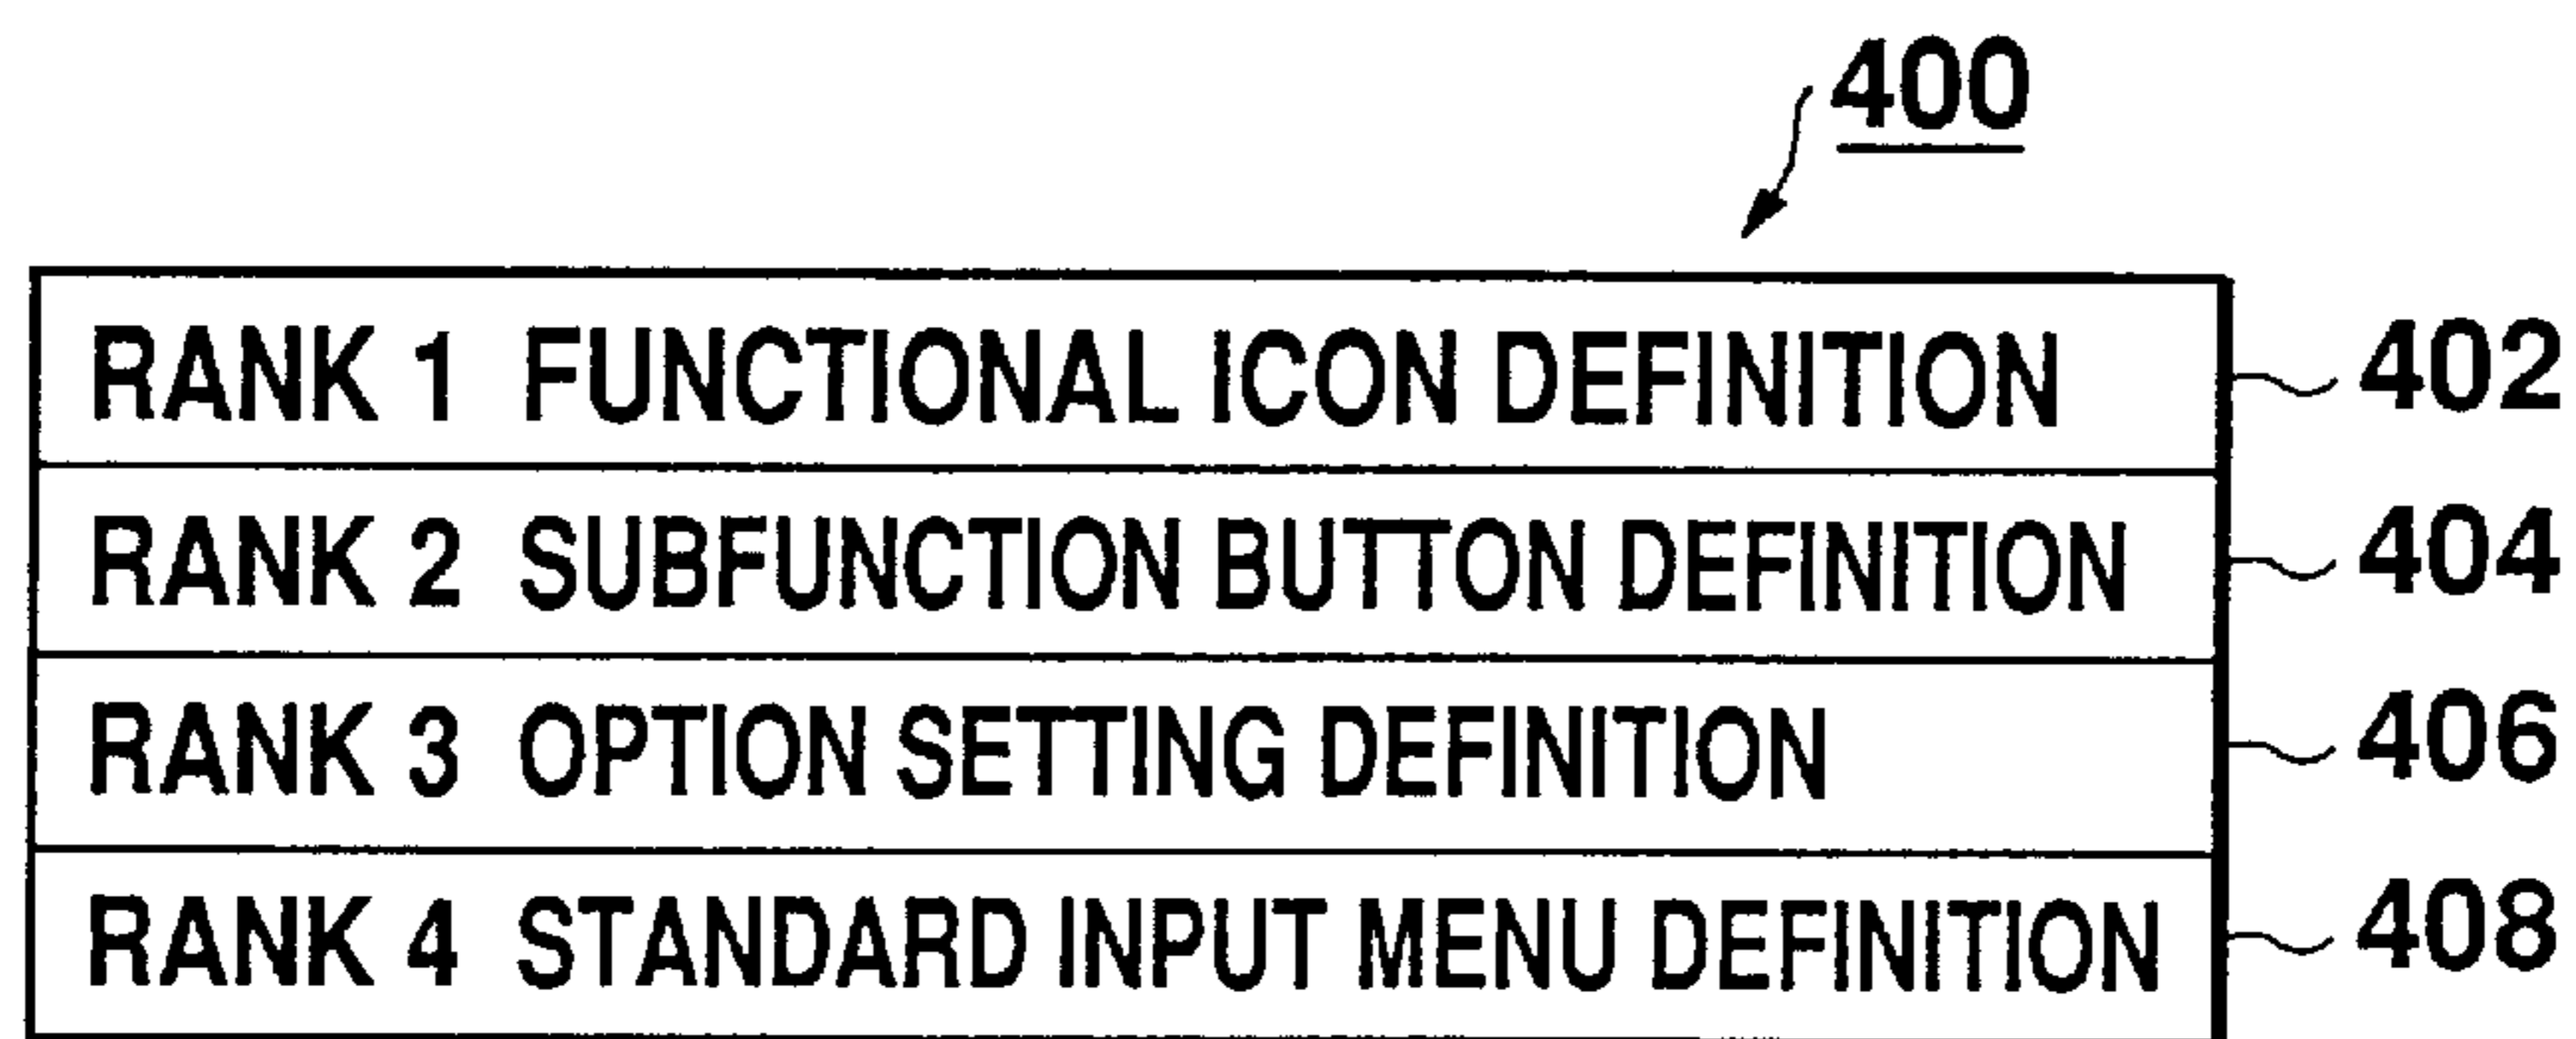 400
RANK 1 FUNCTIONAL ICON DEFINITION 402
RANK 2 SUBFUNCTION BUTTON DEFINITION 404
RANK 3 OPTION SETTING DEFINITION 406
RANK 4 STANDARD INPUT MENU DEFINITION 408